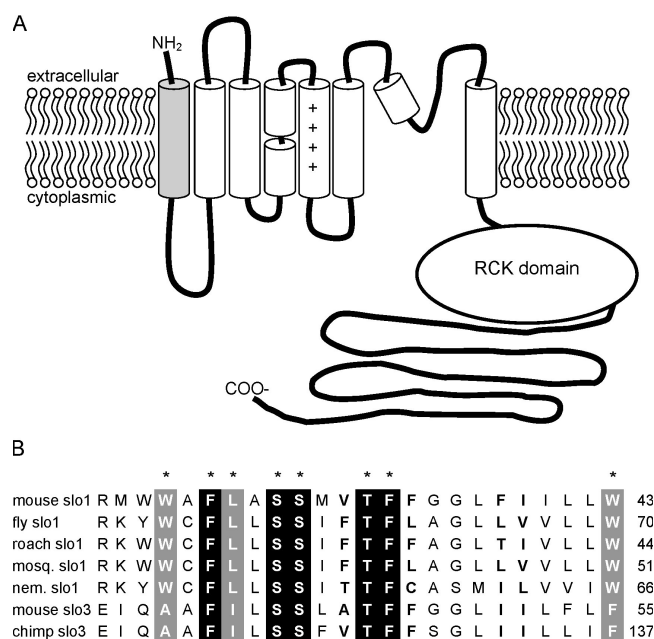 A
NH2
extracellular
+
+
+
+
cytoplasmic
RCK domain
COO-
B
* * * * * * * *
mouse slo1 R M W W A F L A S S M V T F F G G L F I I L L W 43
fly slo1 R K Y W C F L L S S I F T F L A G L L V V L L W 70
roach slo1 R K W W C F L L S S I F T F L A G L T I V L L W 44
mosq. slo1 R K W W C F L L S S I F T F L A G L L V V L L W 51
nem. slo1 R K Y W C F L L S S I T T F C A S M I L V V I W 66
mouse slo3 E I Q A A F I L S S L A T F F G G L I I L F L F 55
chimp slo3 E I Q A A F I L S S F V T F F S G L I I L I L F 137